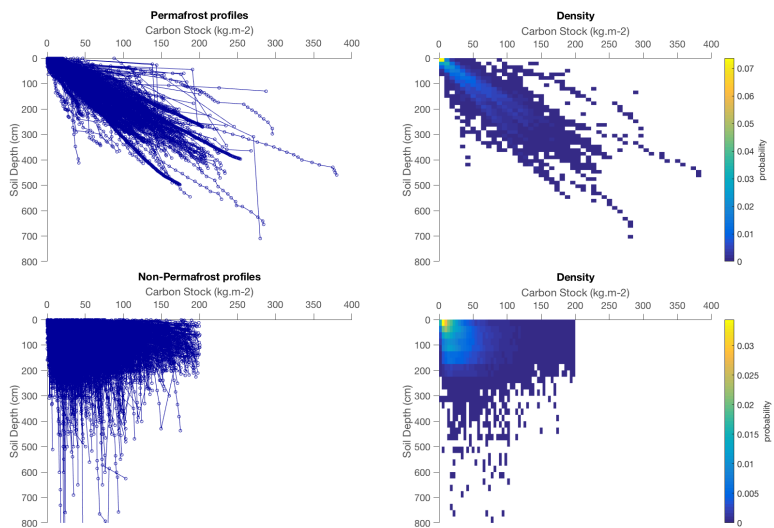 Permafrost profiles
Carbon Stock (kg.m-2)
0 50 100 150 200 250 300 350 400
0
100
200
300
400
500
600
700
800
Soil Depth (cm)
Density
Carbon Stock (kg.m-2)
0 50 100 150 200 250 300 350 400
0
100
200
300
400
500
600
700
800
Soil Depth (cm)
0.07
0.06
0.05
0.04
0.03
0.02
0.01
0
probability
Non-Permafrost profiles
Carbon Stock (kg.m-2)
0 50 100 150 200 250 300 350 400
0
100
200
300
400
500
600
700
800
Soil Depth (cm)
Density
Carbon Stock (kg.m-2)
0 50 100 150 200 250 300 350 400
0
100
200
300
400
500
600
700
800
Soil Depth (cm)
0.03
0.025
0.02
0.015
0.01
0.005
0
probability